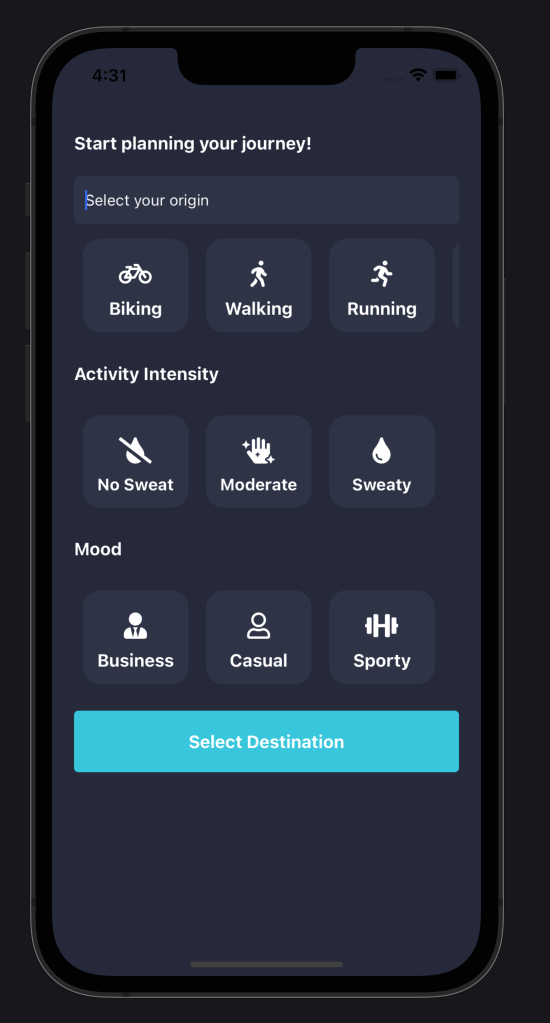 4:31
Start planning your journey!
Select your origin
Biking
Walking
Running
Activity Intensity
No Sweat
Moderate
Sweaty
Mood
Business
Casual
Sporty
Select Destination